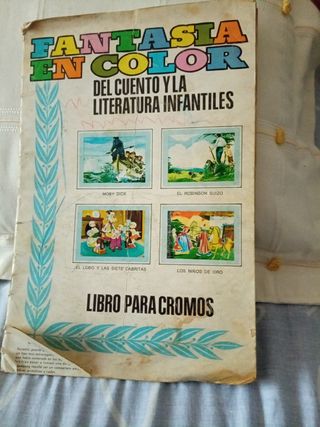 FANTASIA
EN COLOR
DEL CUENTO Y LA
LITERATURA INFANTILES
MOBY DICK
EL ROBINSON SUIZO
EL LOBO Y LAS SIETE CABRITAS
LOS NIÑOS DE ORO
LIBRO PARA CROMOS